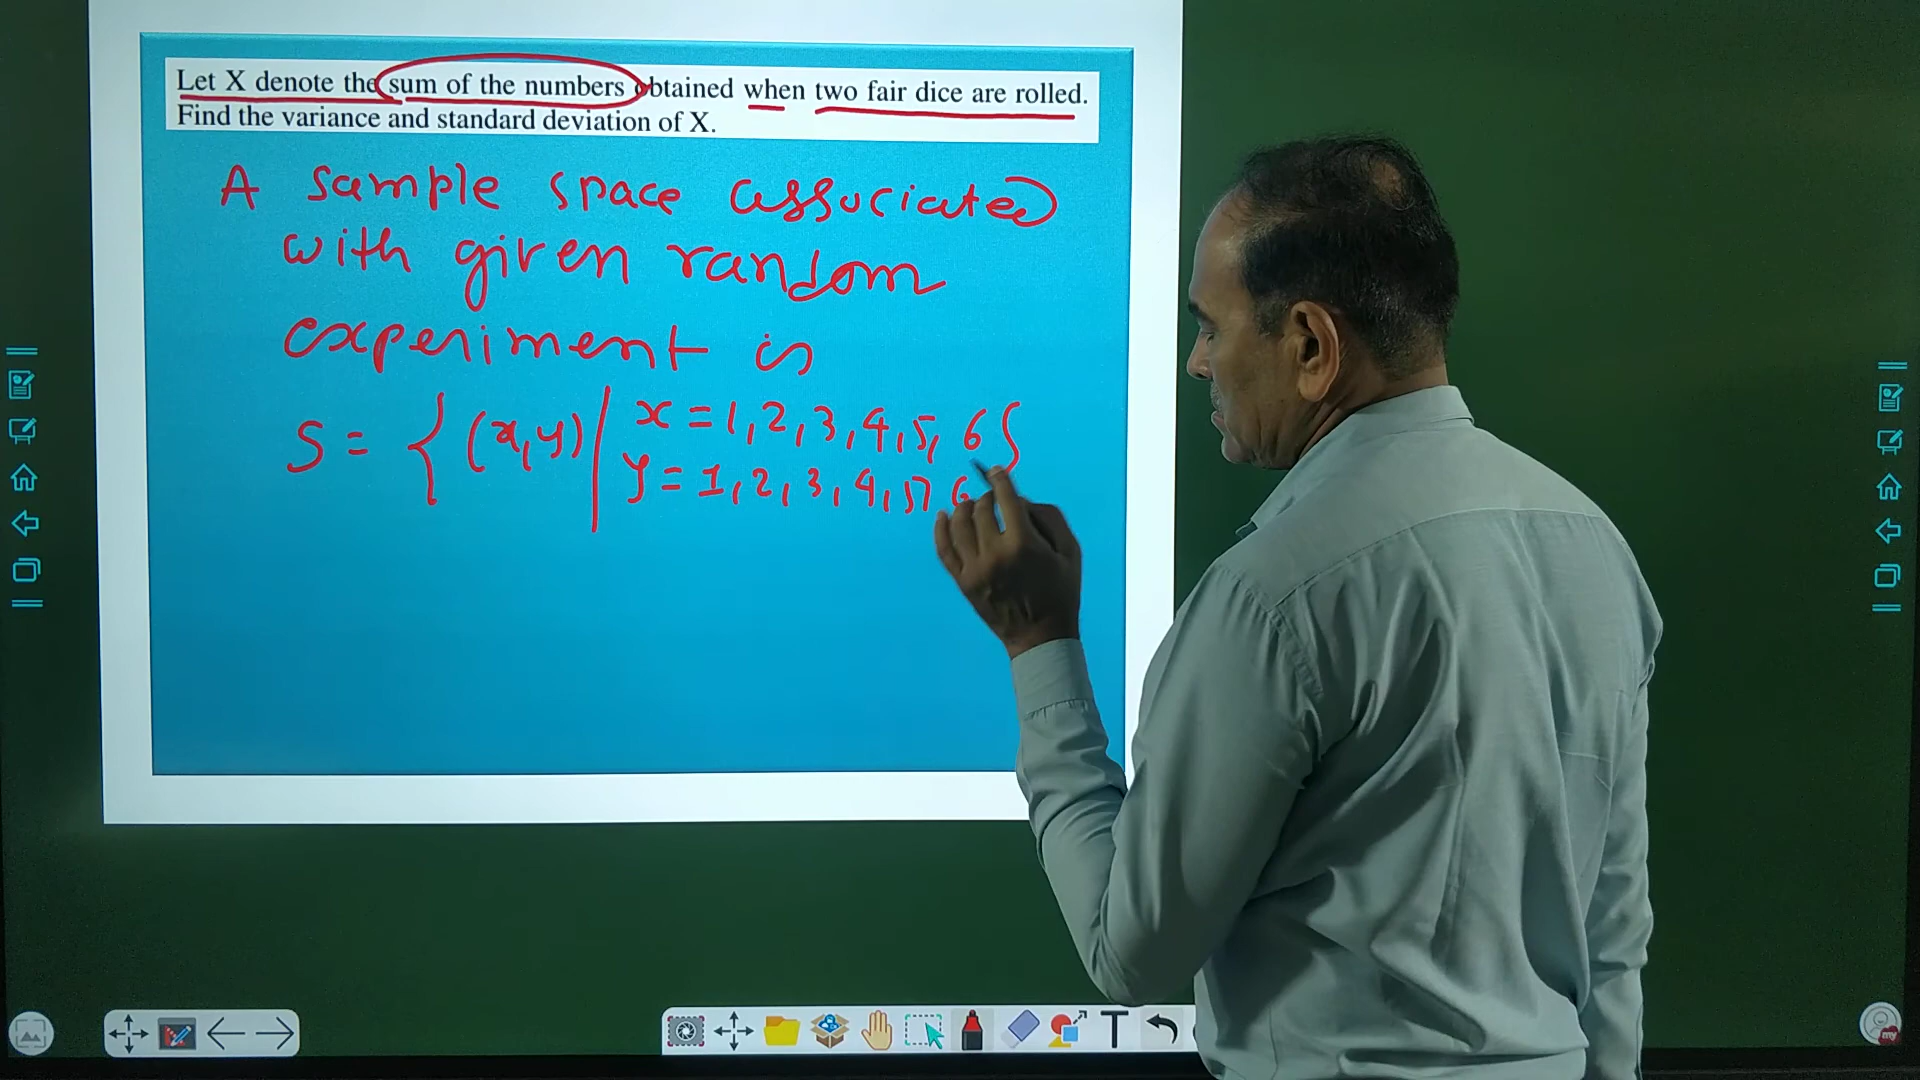 Let X denote the sum of the numbers obtained when two fair dice are rolled.
Find the variance and standard deviation of X.
A sample space associated
with given random
experiment is
S = { (x,y) | x = 1, 2, 3, 4, 5, 6 }
y = 1, 2, 3, 4, 5, 6
T
my